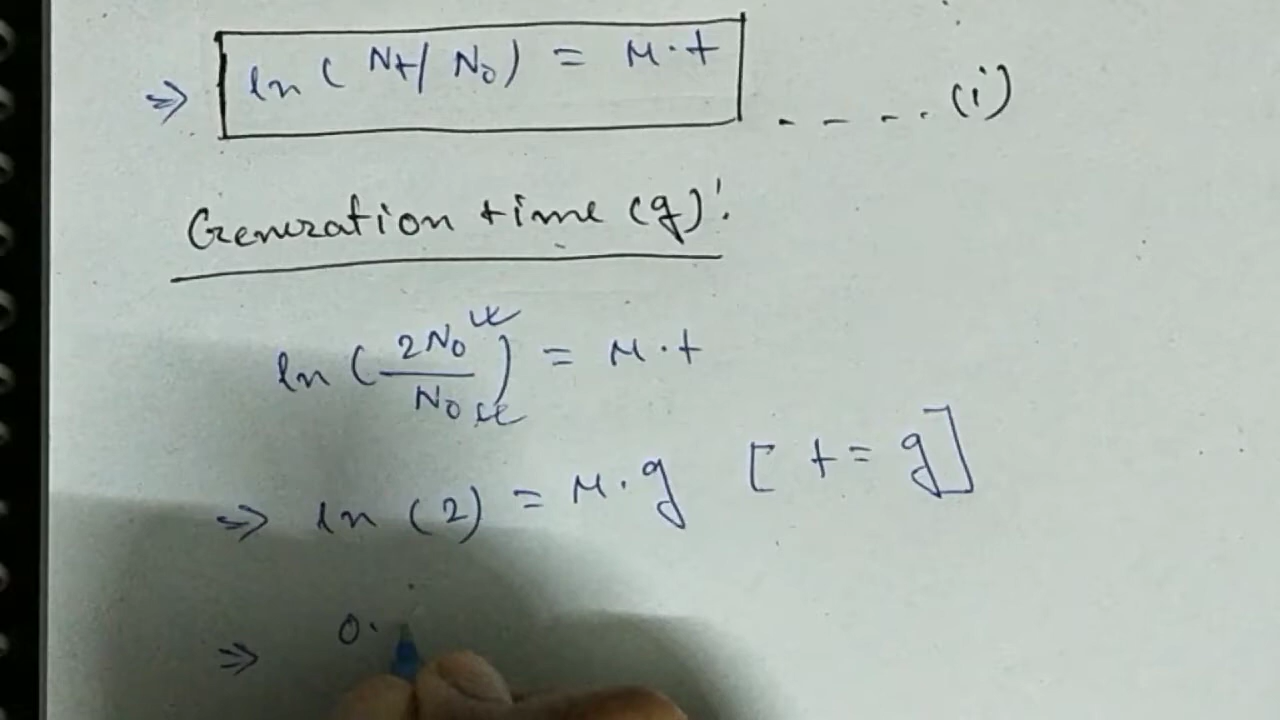 ⇒ ln ( Nt/ N0 ) = μ·t ----- (i)
Generation time (g):
ln ( 2N0 / N0 ) = μ·t
⇒ ln (2) = μ·g [ t = g ]
⇒ 0·